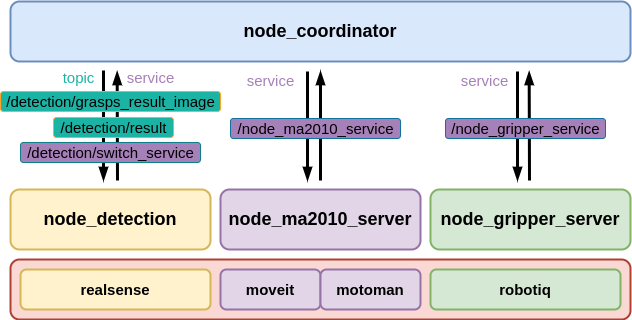 node_coordinator
topic
service
service
service
/detection/grasps_result_image
/detection/result
/node_ma2010_service
/node_gripper_service
/detection/switch_service
node_detection
node_ma2010_server
node_gripper_server
realsense
moveit
motoman
robotiq